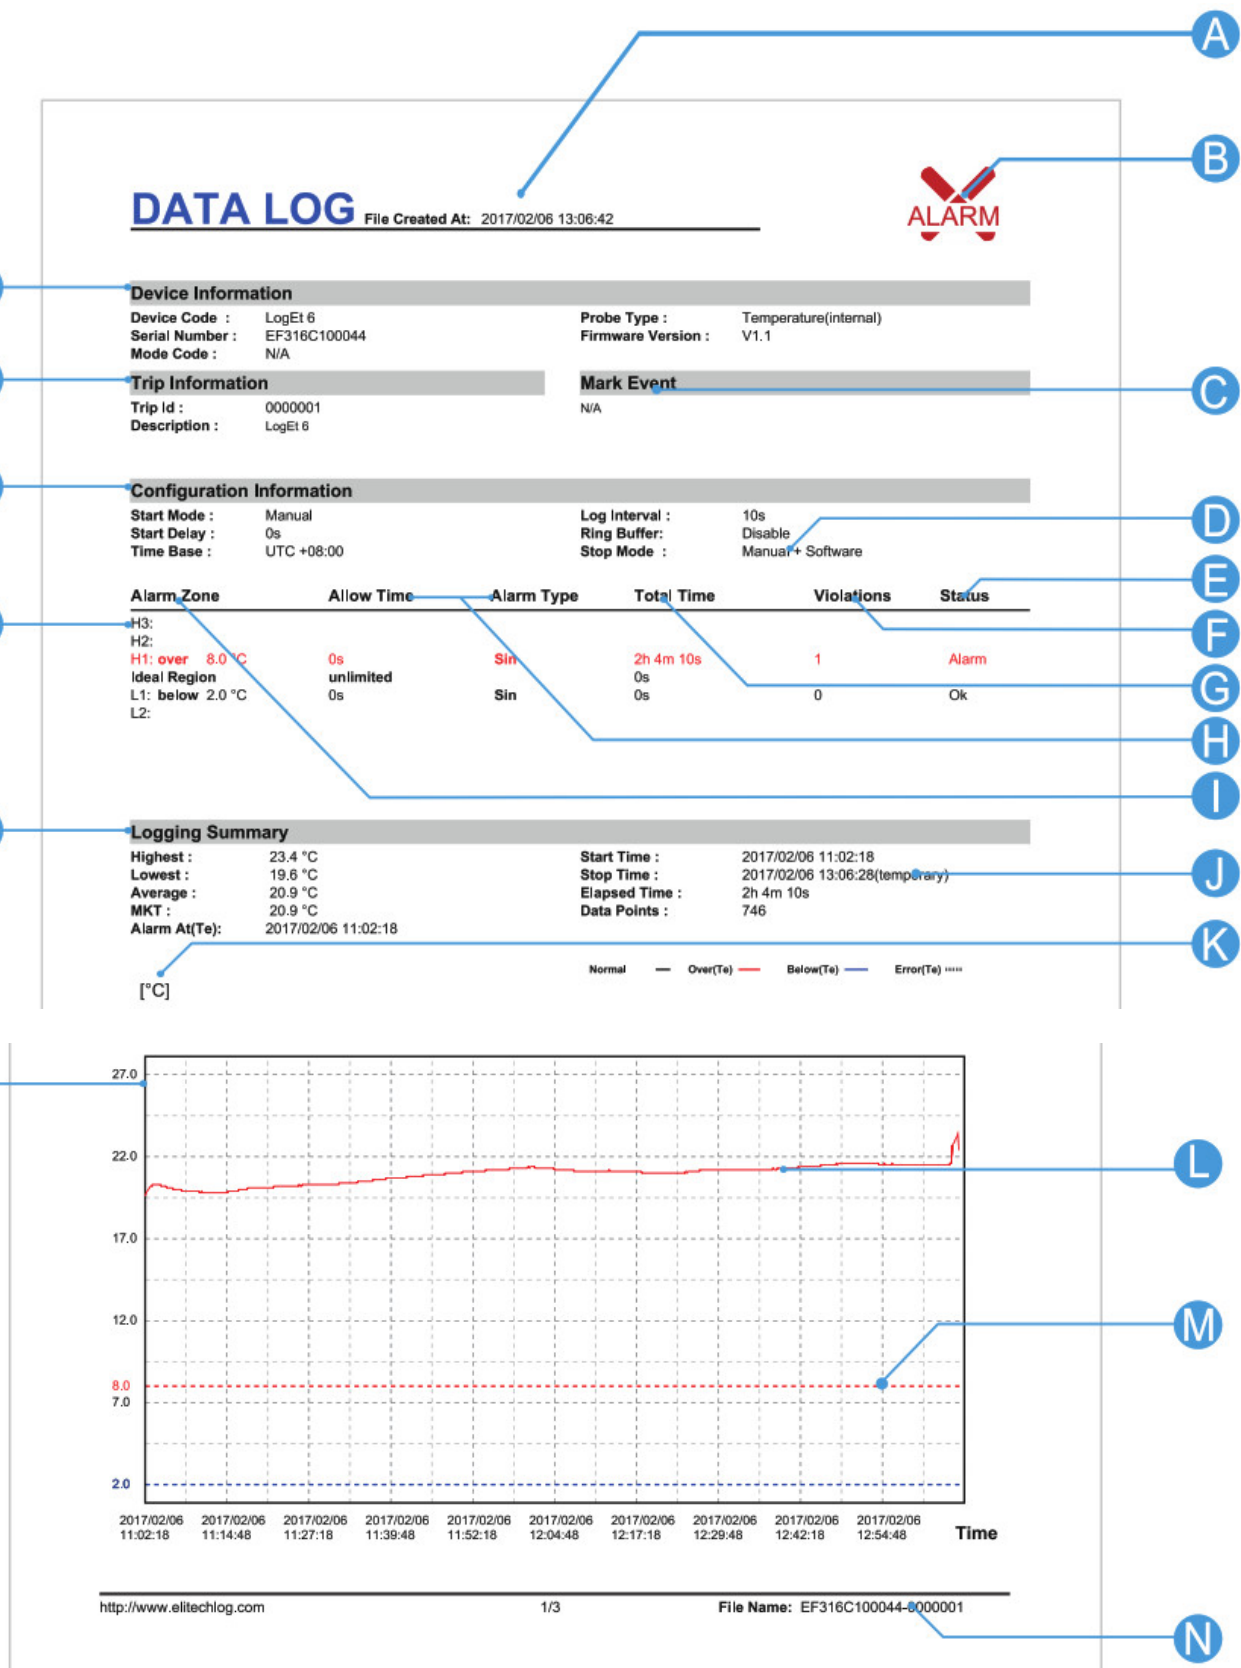 A
B
DATA LOG File Created At: 2017/02/06 13:06:42
ALARM
Device Information
Device Code : LogEt 6 Probe Type : Temperature(internal)
Serial Number : EF316C100044 Firmware Version : V1.1
Mode Code : N/A
Trip Information Mark Event
C
Trip Id : 0000001 N/A
Description : LogEt 6
Configuration Information
Start Mode : Manual Log Interval : 10s
D
Start Delay : 0s Ring Buffer: Disable
Time Base : UTC +08:00 Stop Mode : Manual + Software
E
Alarm Zone Allow Time Alarm Type Total Time Violations Status
H3:
F
H2:
H1: over 8.0 °C 0s Sin 2h 4m 10s 1 Alarm
Ideal Region unlimited 0s
G
L1: below 2.0 °C 0s Sin 0s 0 Ok
L2:
H
I
Logging Summary
Highest : 23.4 °C Start Time : 2017/02/06 11:02:18
Lowest : 19.6 °C Stop Time : 2017/02/06 13:06:28(temporary)
J
Average : 20.9 °C Elapsed Time : 2h 4m 10s
MKT : 20.9 °C Data Points : 746
Alarm At(Te): 2017/02/06 11:02:18
K
Normal Over(Te) Below(Te) Error(Te)
[°C]
27.0
22.0
L
17.0
12.0
M
8.0
7.0
2.0
2017/02/06 2017/02/06 2017/02/06 2017/02/06 2017/02/06 2017/02/06 2017/02/06 2017/02/06 2017/02/06 2017/02/06
11:02:18 11:14:48 11:27:18 11:39:48 11:52:18 12:04:48 12:17:18 12:29:48 12:42:18 12:54:48 Time
http://www.elitechlog.com 1/3 File Name: EF316C100044-0000001
N